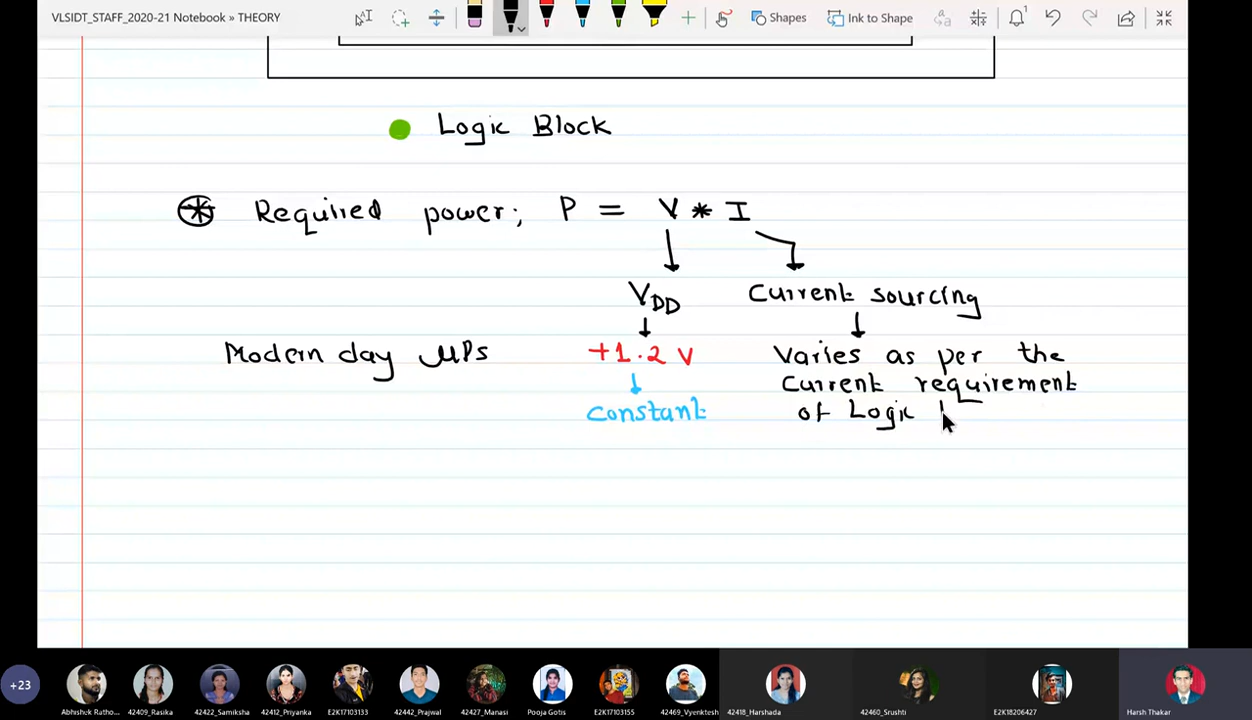 VLSIDT_STAFF_2020-21 Notebook » THEORY
Shapes
Ink to Shape
Logic Block
Required power; P = V * I
VDD Current sourcing
Modern day μPs +1.2 V Varies as per the
constant current requirement
of Logic
+23
Abhishek Ratho...
42409_Rasika
42422_Samiksha
42412_Priyanka
E2K17103133
42442_Prajwal
42427_Manasi
Pooja Gotis
E2K17103155
42469_Vyenktesh
42418_Harshada
42460_Srushti
E2K18206427
Harsh Thakar